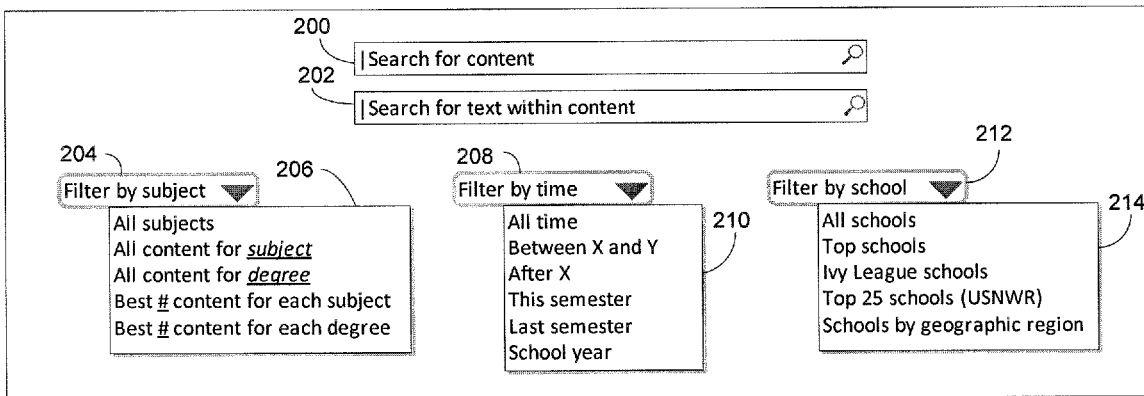 200
|Search for content
202
|Search for text within content
204
Filter by subject
206
All subjects
All content for subject
All content for degree
Best # content for each subject
Best # content for each degree
208
Filter by time
210
All time
Between X and Y
After X
This semester
Last semester
School year
212
Filter by school
214
All schools
Top schools
Ivy League schools
Top 25 schools (USNWR)
Schools by geographic region